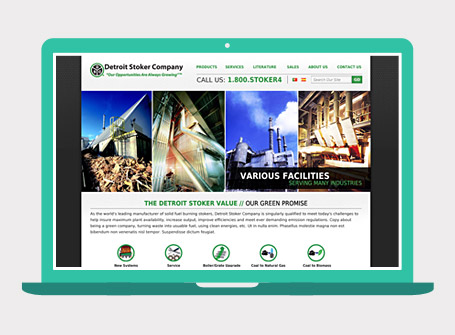 Detroit Stoker Company
"Our Opportunities Are Always Growing"™
PRODUCTS SERVICES LITERATURE SALES ABOUT US CONTACT US
CALL US: 1.800.STOKER4
Search Our Site GO
VARIOUS FACILITIES
SERVING MANY INDUSTRIES
THE DETROIT STOKER VALUE // OUR GREEN PROMISE
As the world's leading manufacturer of solid fuel burning stokers, Detroit Stoker Company is singularly qualified to meet today's challenges to
help insure maximum plant availability, increase output, improve efficiencies and meet ever demanding emission regulations. Copy about
being a green company, turning waste into usuable fuel, using clean energies, etc. Ut in nulla enim. Phasellus molestie magna non est
bibendum non venenatis nisl tempor. Suspendisse dictum feugiat.
New Systems Service Boiler/Grate Upgrade Coal to Natural Gas Coal to Biomass